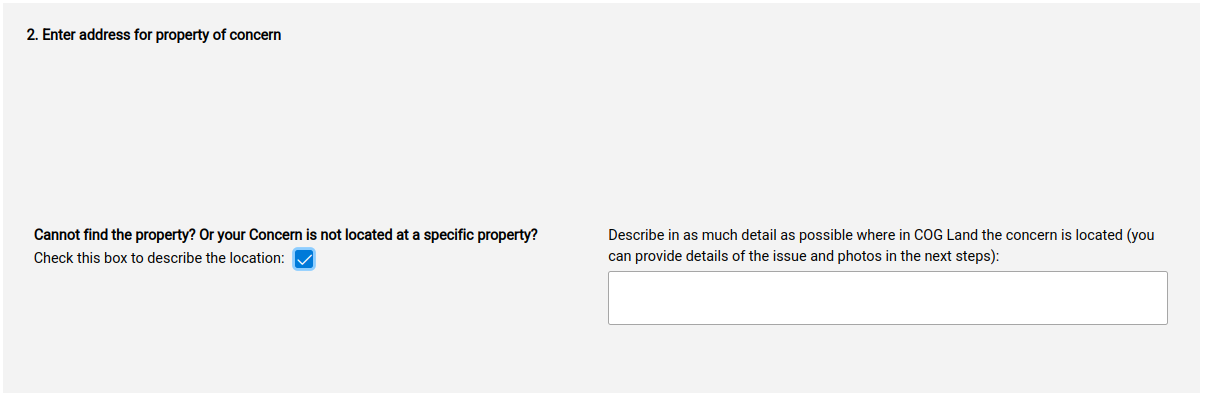 2. Enter address for property of concern
Cannot find the property? Or your Concern is not located at a specific property?
Check this box to describe the location:
Describe in as much detail as possible where in COG Land the concern is located (you
can provide details of the issue and photos in the next steps):